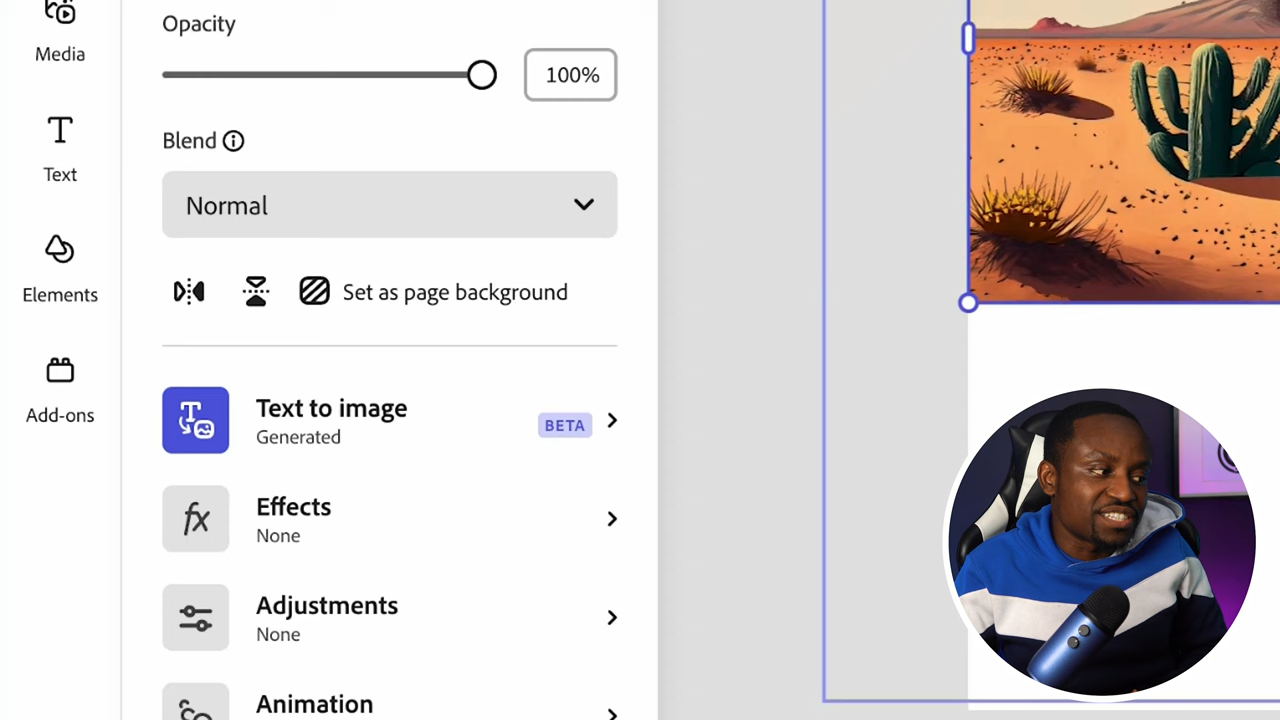 Media
Text
Elements
Add-ons
Opacity
100%
Blend
Normal
Set as page background
Text to image
Generated
BETA
Effects
None
Adjustments
None
Animation